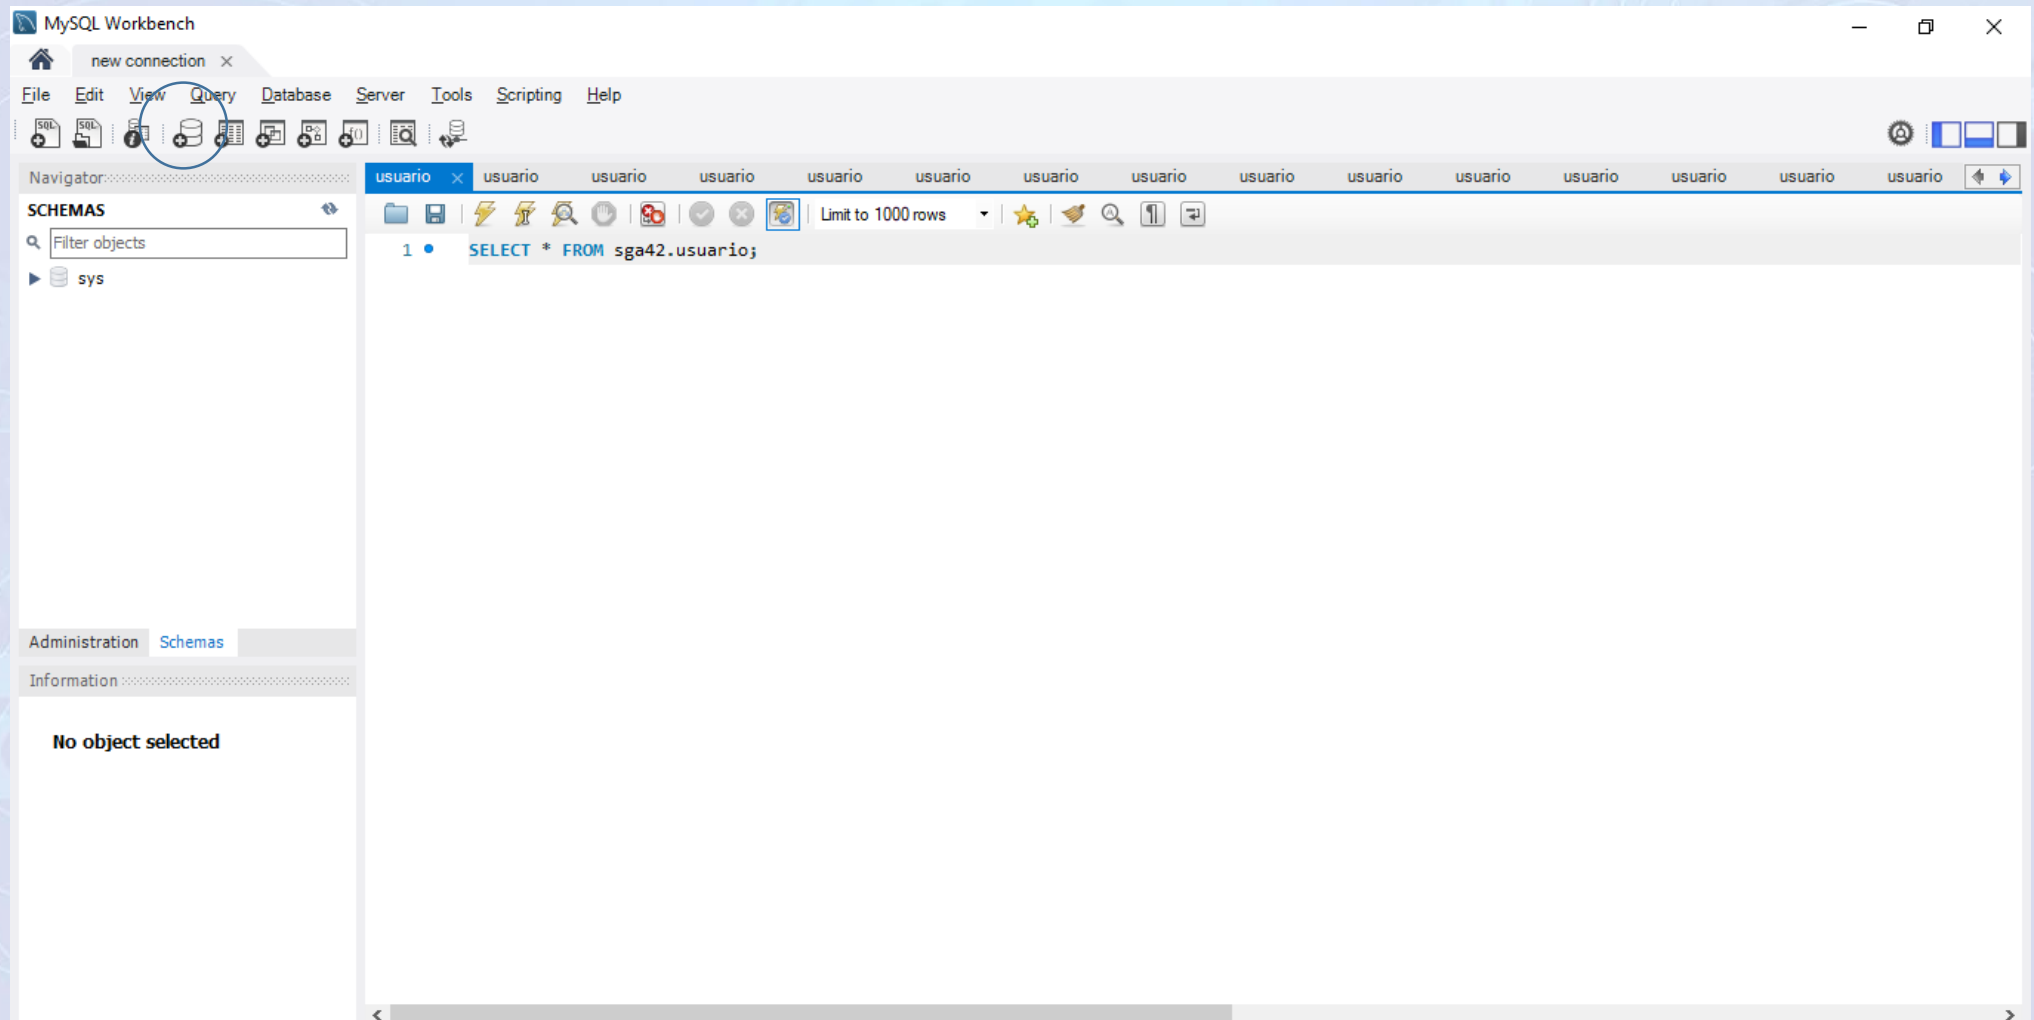 MySQL Workbench
new connection
File Edit View Query Database Server Tools Scripting Help
SQL SQL i f()
Navigator
SCHEMAS
Filter objects
sys
Administration Schemas
Information
No object selected
usuario usuario usuario usuario usuario usuario usuario usuario usuario usuario usuario usuario usuario usuario usuario
Limit to 1000 rows
1 SELECT * FROM sga42.usuario;